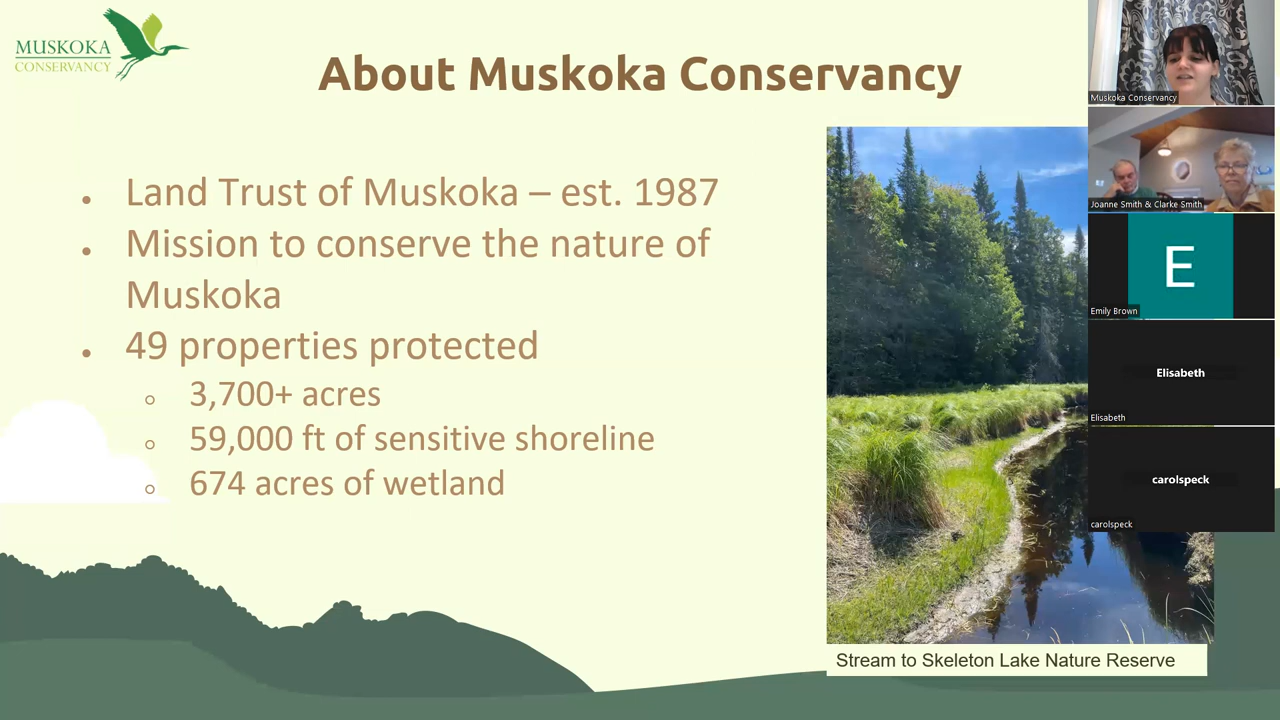 MUSKOKA
CONSERVANCY
About Muskoka Conservancy
Land Trust of Muskoka – est. 1987
Mission to conserve the nature of
Muskoka
49 properties protected
3,700+ acres
59,000 ft of sensitive shoreline
674 acres of wetland
Stream to Skeleton Lake Nature Reserve
Muskoka Conservancy
Joanne Smith & Clarke Smith
E
Emily Brown
Elisabeth
Elisabeth
carolspeck
carolspeck